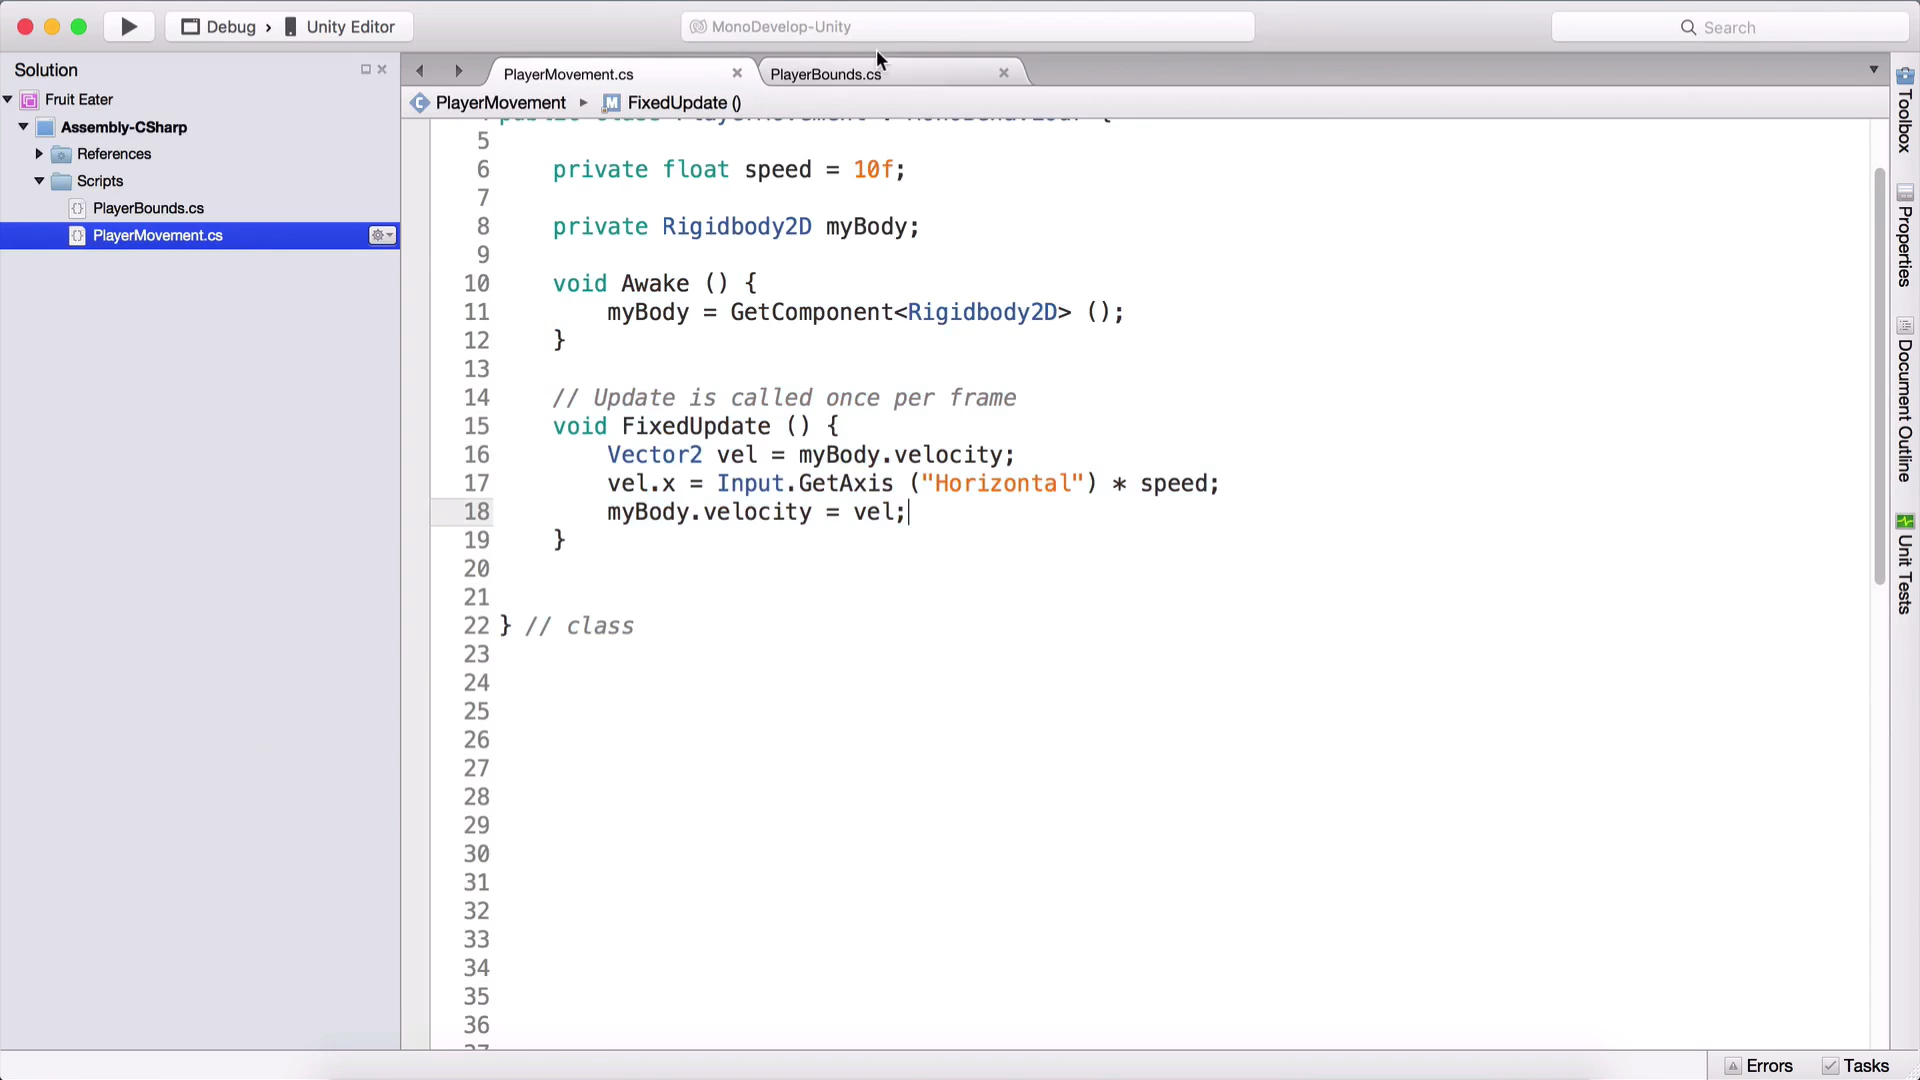 Debug > Unity Editor
MonoDevelop-Unity
Search
Solution
Fruit Eater
Assembly-CSharp
References
Scripts
PlayerBounds.cs
PlayerMovement.cs
PlayerMovement.cs
PlayerBounds.cs
PlayerMovement
FixedUpdate ()
public class PlayerMovement : MonoBehaviour {
5
6 private float speed = 10f;
7
8 private Rigidbody2D myBody;
9
10 void Awake () {
11 myBody = GetComponent<Rigidbody2D> ();
12 }
13
14 // Update is called once per frame
15 void FixedUpdate () {
16 Vector2 vel = myBody.velocity;
17 vel.x = Input.GetAxis ("Horizontal") * speed;
18 myBody.velocity = vel;
19 }
20
21
22 } // class
23
24
25
26
27
28
29
30
31
32
33
34
35
36
37
Toolbox
Properties
Document Outline
Unit Tests
Errors
Tasks